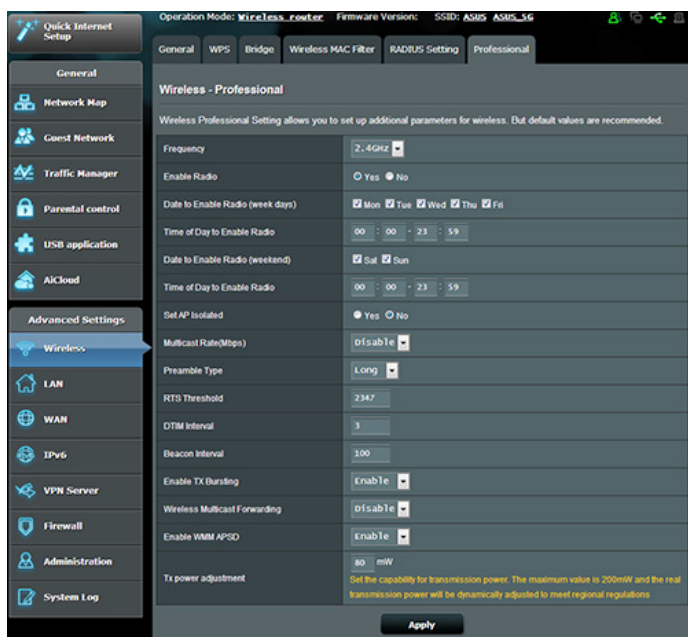 Quick Internet
Setup
Operation Mode: Wireless router Firmware Version: SSID: ASUS ASUS_5G
General WPS Bridge Wireless MAC Filter RADIUS Setting Professional
General
Network Map
Guest Network
Traffic Manager
Parental control
USB application
AiCloud
Advanced Settings
Wireless
LAN
WAN
IPv6
VPN Server
Firewall
Administration
System Log
Wireless - Professional
Wireless Professional Setting allows you to set up additional parameters for wireless. But default values are recommended.
Frequency 2.4GHz
Enable Radio Yes No
Date to Enable Radio (week days) Mon Tue Wed Thu Fri
Time of Day to Enable Radio 00 : 00 - 23 : 59
Date to Enable Radio (weekend) Sat Sun
Time of Day to Enable Radio 00 : 00 - 23 : 59
Set AP Isolated Yes No
Multicast Rate(Mbps) Disable
Preamble Type Long
RTS Threshold 2347
DTIM Interval 3
Beacon Interval 100
Enable TX Bursting Enable
Wireless Multicast Forwarding Disable
Enable WMM APSD Enable
Tx power adjustment 80 mW
Set the capability for transmission power. The maximum value is 200mW and the real
transmission power will be dynamically adjusted to meet regional regulations
Apply